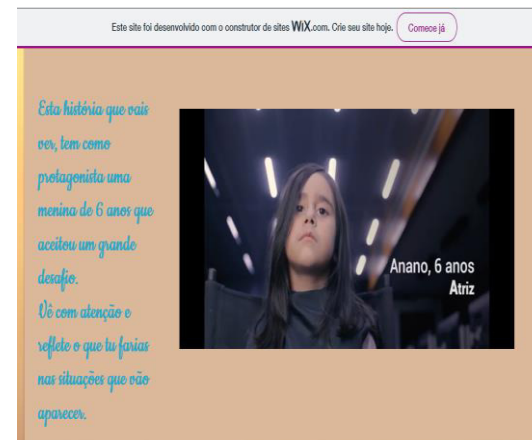 Este site foi desenvolvido com o construtor de sites WiX.com. Crie seu site hoje. Comece já
Esta história que vais
ver, tem como
protagonista uma
menina de 6 anos que
aceitou um grande
desafio.
Vê com atenção e
reflete o que tu farias
nas situações que vão
aparecer.
Anano, 6 anos
Atriz